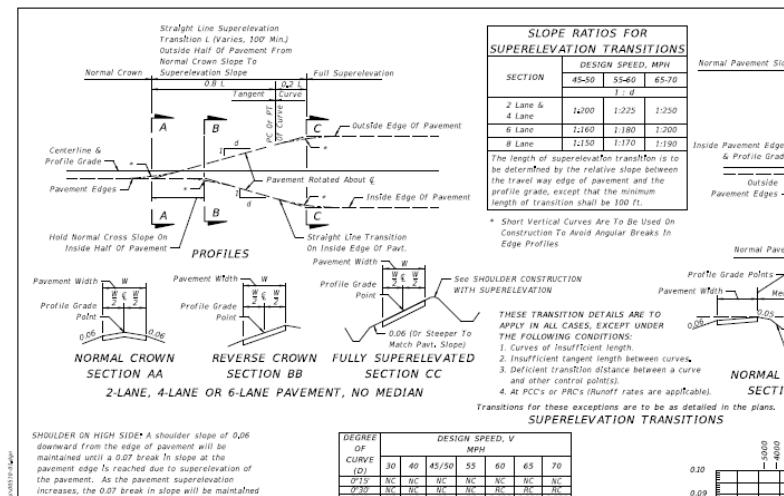 Straight Line Superelevation
Transition L (Varies, 100' Min.)
Outside Half Of Pavement From
Normal Crown Slope To
Superelevation Slope
Normal Crown
Full Superelevation
0.8 L
0.2 L
Tangent
Curve
PC Or PT
Of Curve
A
B
C
d
1
Outside Edge Of Pavement
Centerline &
Profile Grade
*
*
*
Pavement Edges
Pavement Rotated About ℄
1
d
Inside Edge Of Pavement
A
B
C
Hold Normal Cross Slope On
Inside Half Of Pavement
Straight Line Transition
On Inside Edge Of Pavt.
PROFILES
Pavement Width
W
W/2
℄
W/2
Profile Grade
Point
0.06
0.06
NORMAL CROWN
SECTION AA
Pavement Width
W
W/2
℄
W/2
Profile Grade
Point
REVERSE CROWN
SECTION BB
Pavement Width
W
W/2
℄
W/2
Profile Grade
Point
See SHOULDER CONSTRUCTION
WITH SUPERELEVATION
0.06 (Or Steeper To
Match Pavt. Slope)
FULLY SUPERELEVATED
SECTION CC
2-LANE, 4-LANE OR 6-LANE PAVEMENT, NO MEDIAN
SLOPE RATIOS FOR
SUPERELEVATION TRANSITIONS
SECTION
DESIGN SPEED, MPH
45-50 55-60 65-70
1 : d
2 Lane &
4 Lane
1:200 1:225 1:250
6 Lane 1:160 1:180 1:200
8 Lane 1:150 1:170 1:190
The length of superelevation transition is to
be determined by the relative slope between
the travel way edge of pavement and the
profile grade, except that the minimum
length of transition shall be 100 ft.
* Short Vertical Curves Are To Be Used On
Construction To Avoid Angular Breaks In
Edge Profiles
THESE TRANSITION DETAILS ARE TO
APPLY IN ALL CASES, EXCEPT UNDER
THE FOLLOWING CONDITIONS:
1. Curves of insufficient length.
2. Insufficient tangent length between curves.
3. Deficient transition distance between a curve
and other control point(s).
4. At PCC's or PRC's (Runoff rates are applicable).
Transitions for these exceptions are to be as detailed in the plans.
SUPERELEVATION TRANSITIONS
Normal Pavement Slo
Inside Pavement Edge
& Profile Grad
Outside
Pavement Edges
Normal Pave
Profile Grade Points
Pavement Width
Med
0.06
0.05
NORMAL
SECTI
SHOULDER ON HIGH SIDE: A shoulder slope of 0.06
downward from the edge of pavement will be
maintained until a 0.07 break in slope at the
pavement edge is reached due to superelevation of
the pavement. As the pavement superelevation
increases, the 0.07 break in slope will be maintained
DEGREE
OF
CURVE
(D)
DESIGN SPEED, V
MPH
30 40 45/50 55 60 65 70
0°15' NC NC NC NC NC NC NC
0°30' NC NC NC NC RC RC RC
5000
4000
0.10
0.09